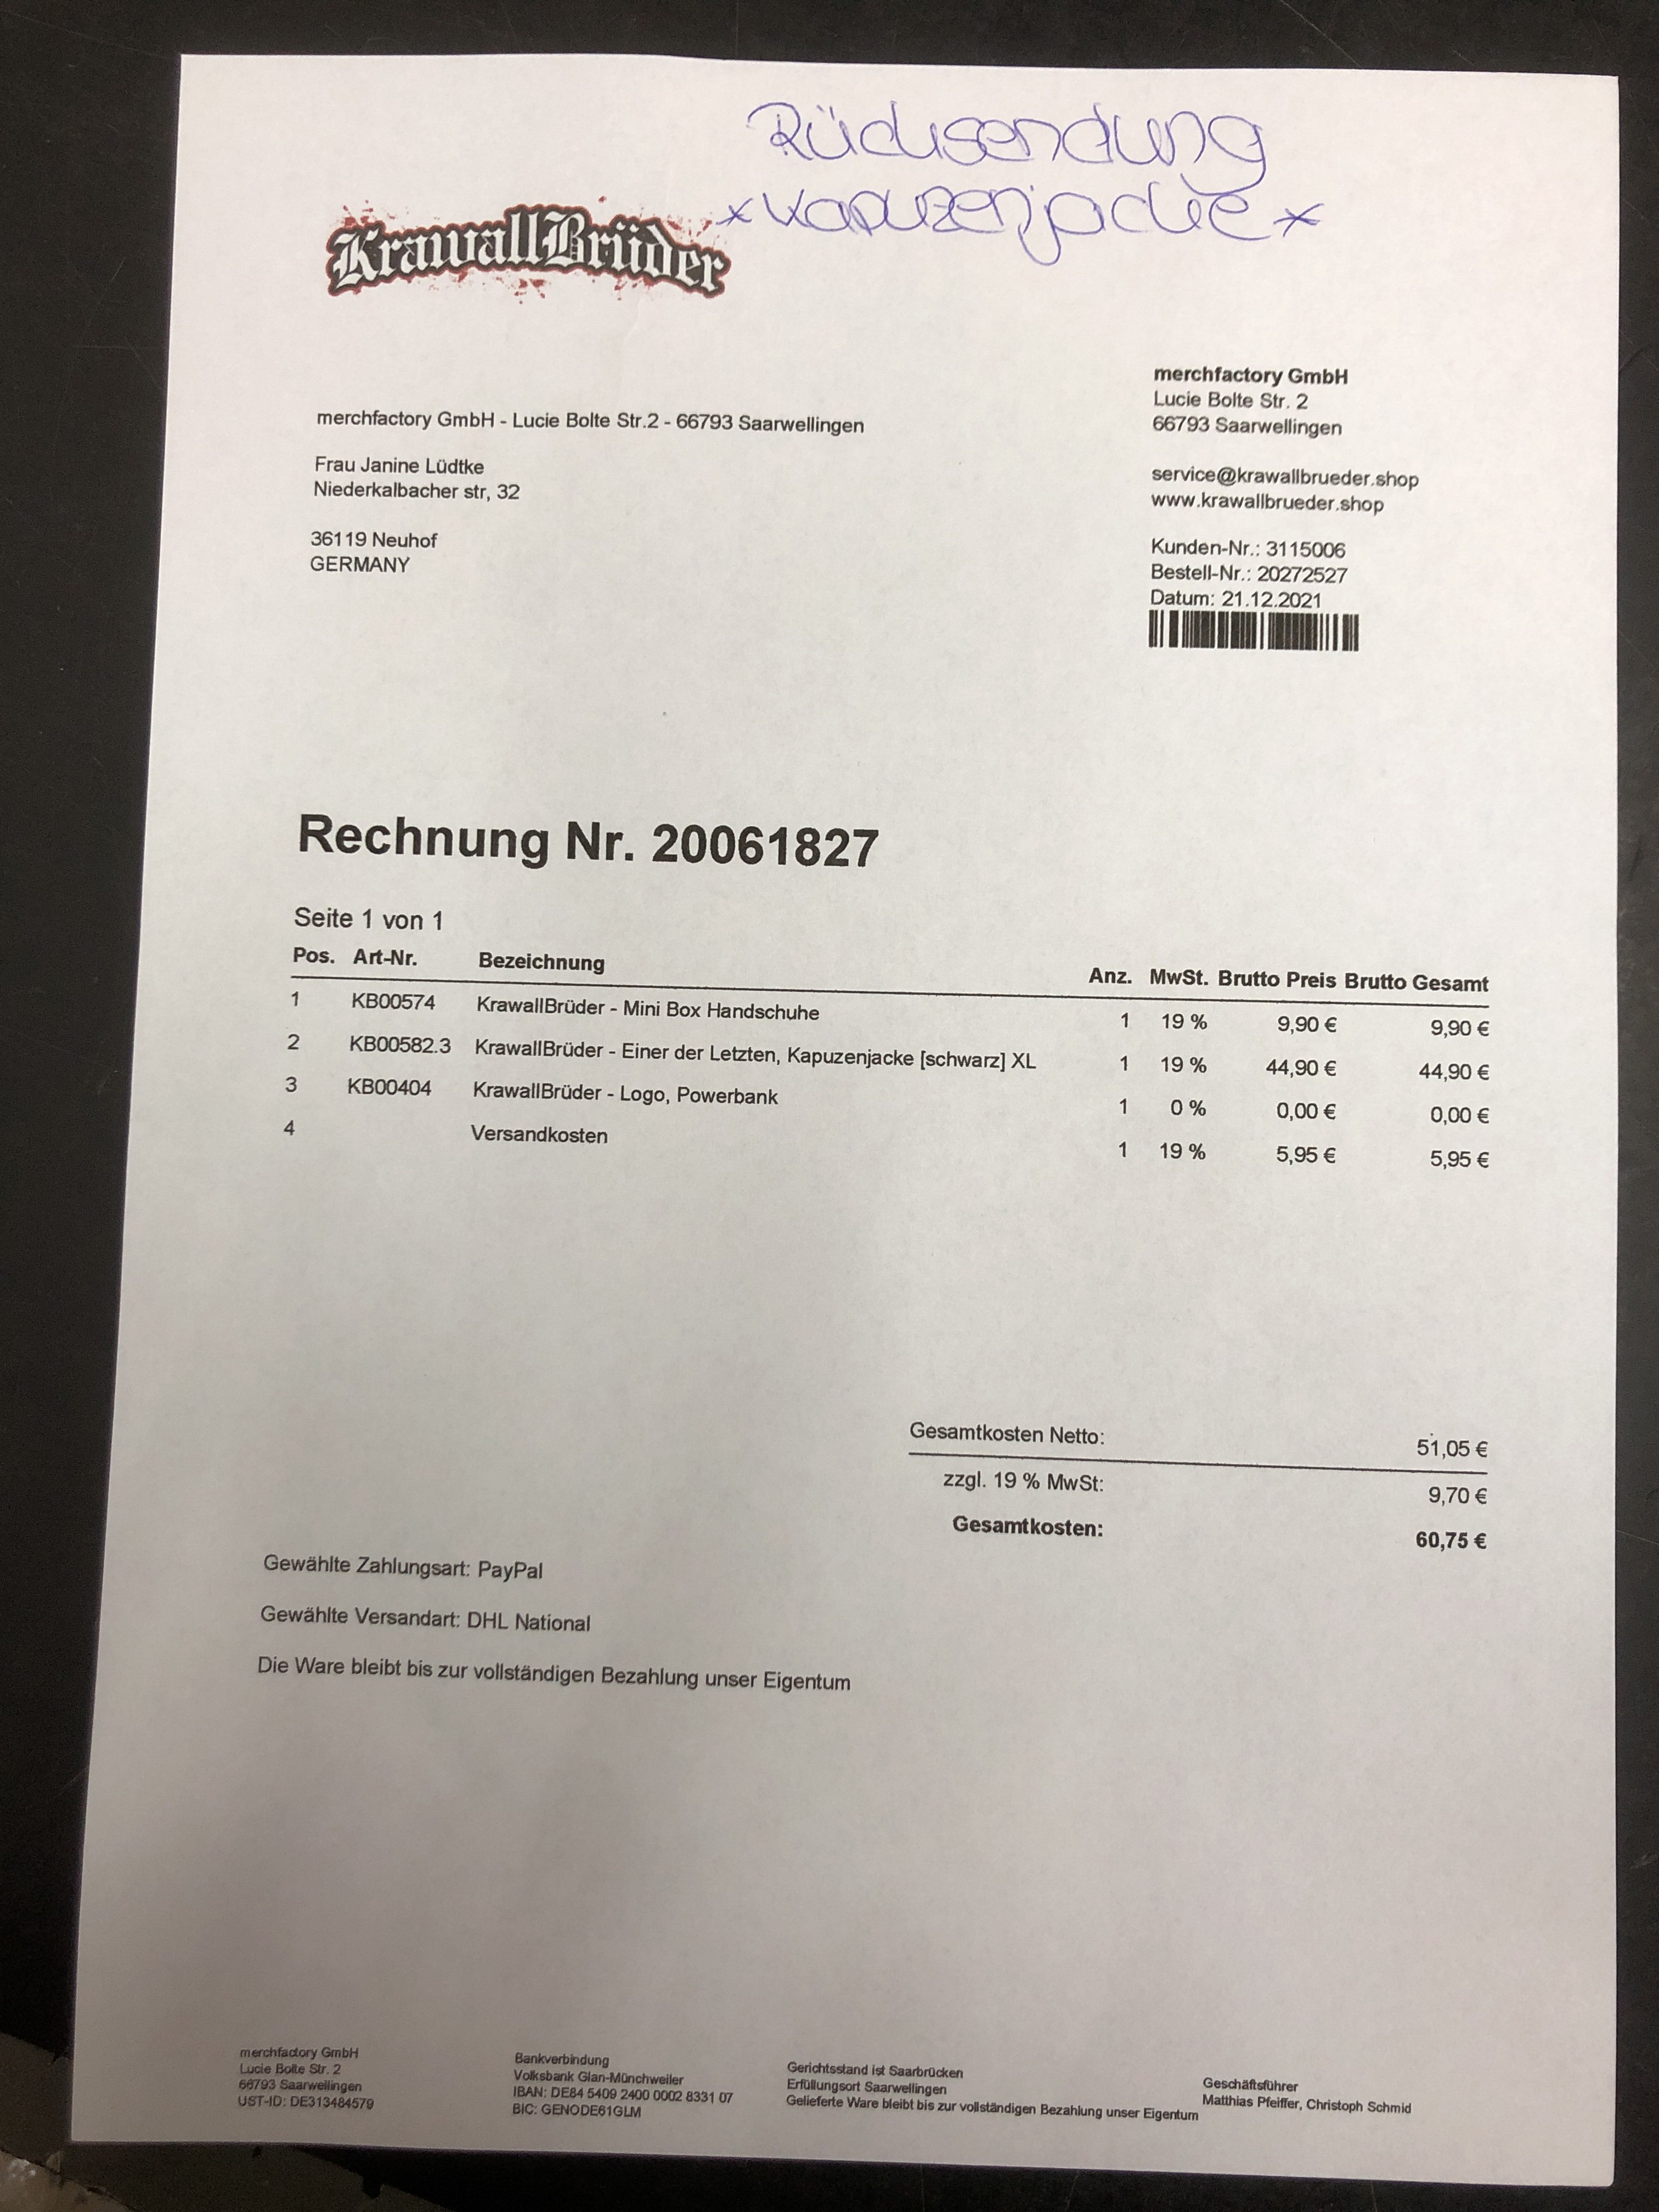 Rücksendung
x Kapuzenjacke x
KrawallBrüder
merchfactory GmbH
Lucie Bolte Str. 2
66793 Saarwellingen
service@krawallbrueder.shop
www.krawallbrueder.shop
Kunden-Nr.: 3115006
Bestell-Nr.: 20272527
Datum: 21.12.2021
merchfactory GmbH - Lucie Bolte Str.2 - 66793 Saarwellingen
Frau Janine Lüdtke
Niederkalbacher str, 32
36119 Neuhof
GERMANY
Rechnung Nr. 20061827
Seite 1 von 1
Pos. Art-Nr. Bezeichnung Anz. MwSt. Brutto Preis Brutto Gesamt
1 KB00574 KrawallBrüder - Mini Box Handschuhe 1 19 % 9,90 € 9,90 €
2 KB00582.3 KrawallBrüder - Einer der Letzten, Kapuzenjacke [schwarz] XL 1 19 % 44,90 € 44,90 €
3 KB00404 KrawallBrüder - Logo, Powerbank 1 0 % 0,00 € 0,00 €
4 Versandkosten 1 19 % 5,95 € 5,95 €
Gesamtkosten Netto: 51,05 €
zzgl. 19 % MwSt: 9,70 €
Gesamtkosten: 60,75 €
Gewählte Zahlungsart: PayPal
Gewählte Versandart: DHL National
Die Ware bleibt bis zur vollständigen Bezahlung unser Eigentum
merchfactory GmbH
Lucie Bolte Str. 2
66793 Saarwellingen
UST-ID: DE313484579
Bankverbindung
Volksbank Glan-Münchweiler
IBAN: DE84 5409 2400 0002 8331 07
BIC: GENODE61GLM
Gerichtsstand ist Saarbrücken
Erfüllungsort Saarwellingen
Gelieferte Ware bleibt bis zur vollständigen Bezahlung unser Eigentum
Geschäftsführer
Matthias Pfeiffer, Christoph Schmid